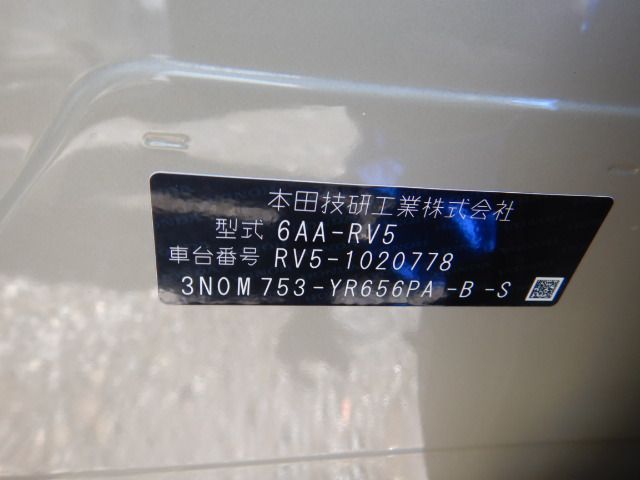 本田技研工業株式会社
型式 6AA-RV5
車台番号 RV5-1020778
3N0M753-YR656PA-B-S